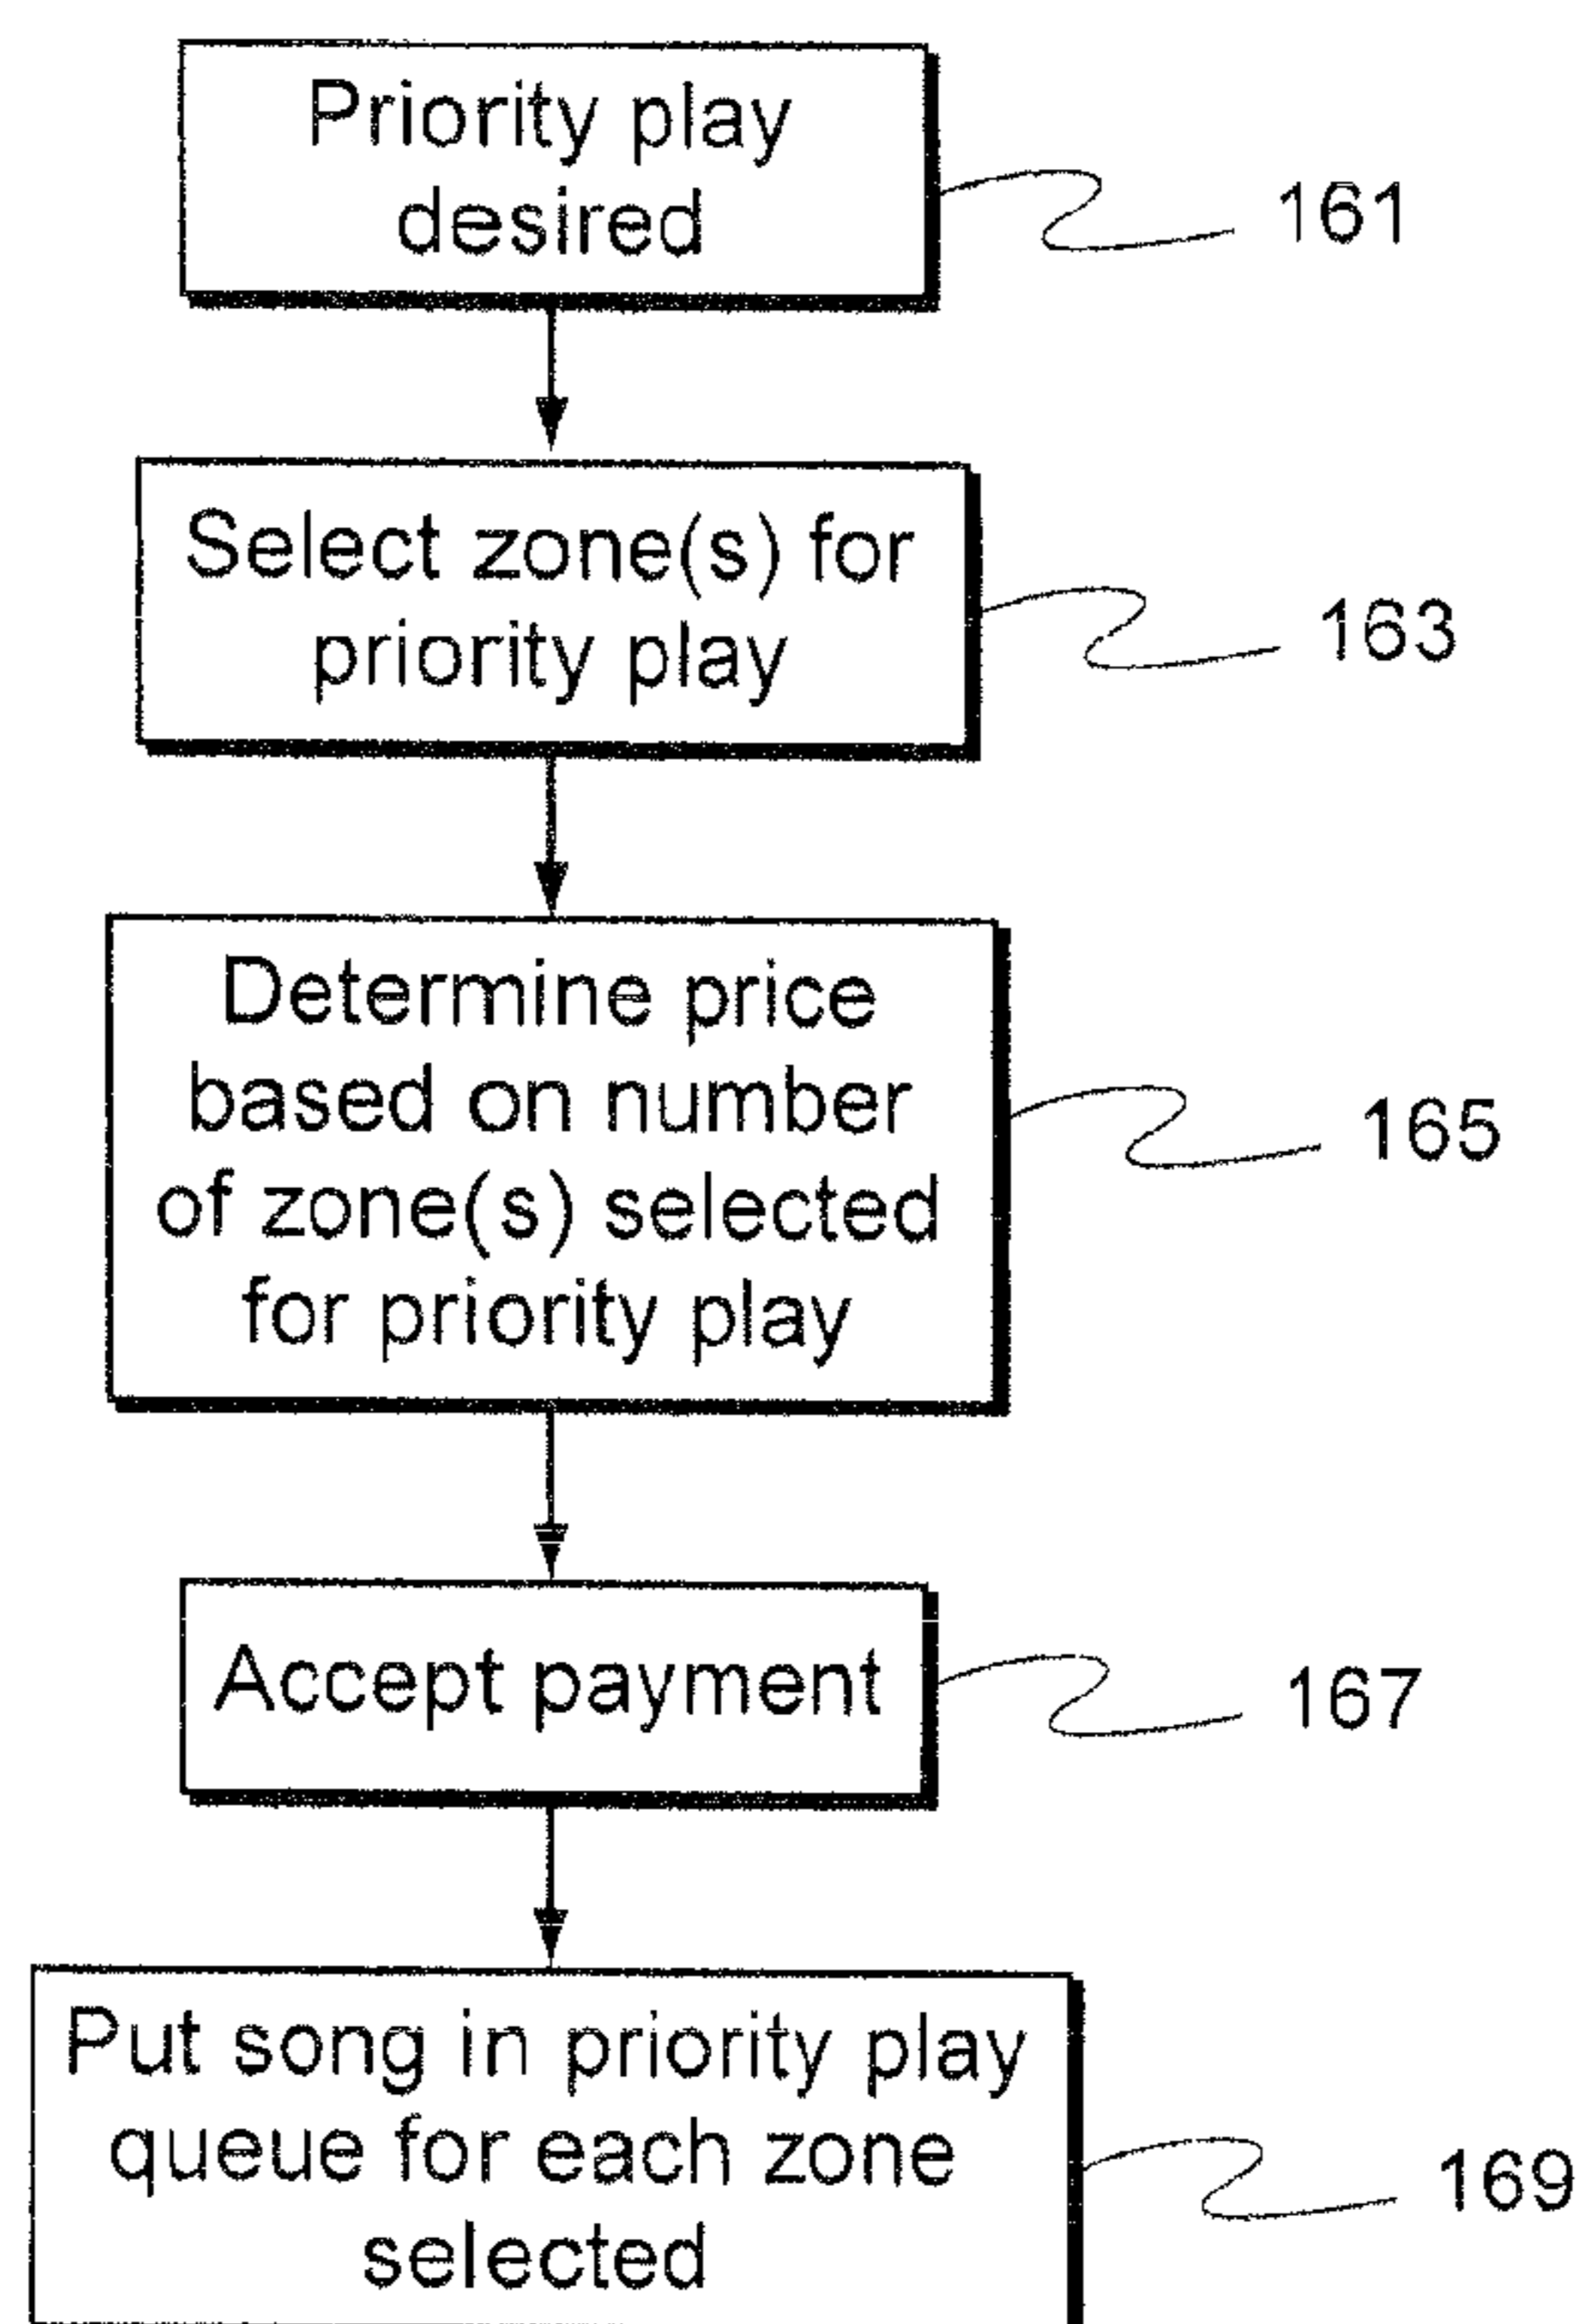 Priority play
desired
161
Select zone(s) for
priority play
163
Determine price
based on number
of zone(s) selected
for priority play
165
Accept payment
167
Put song in priority play
queue for each zone
selected
169